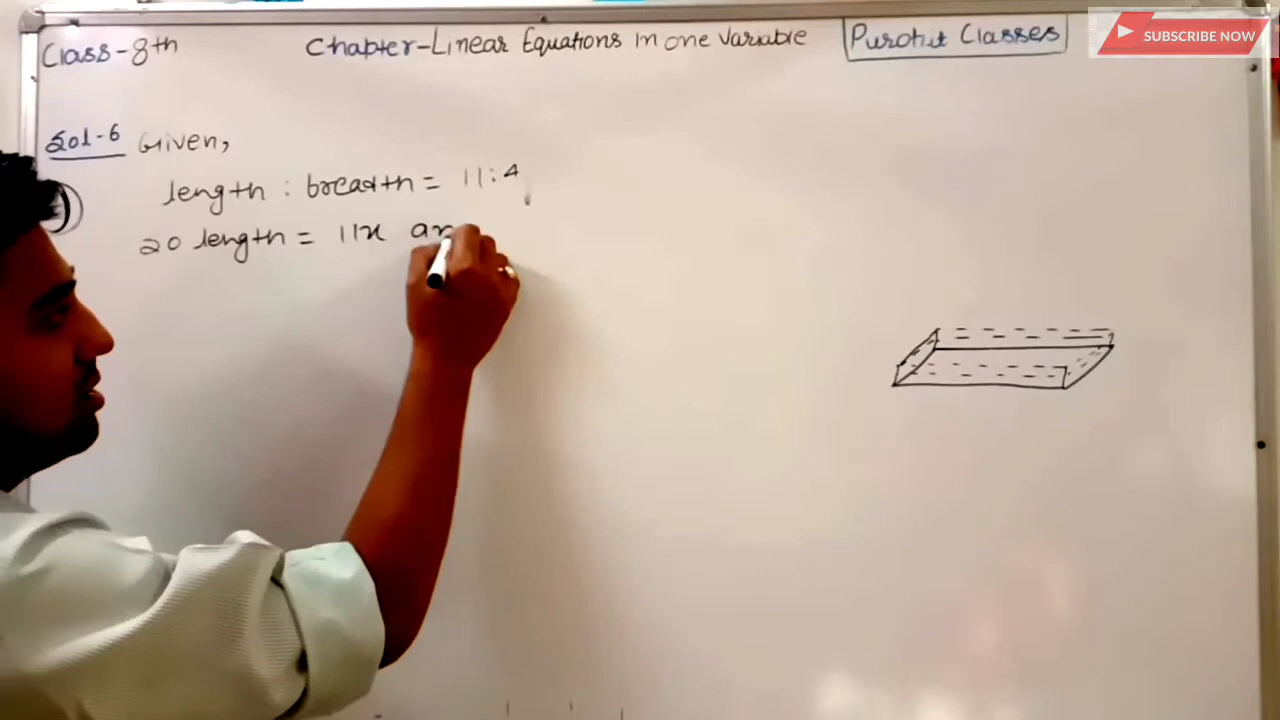 Class-8th Chapter-Linear Equations in one variable Purohit Classes
SUBSCRIBE NOW
Sol-6 Given,
length : breadth = 11:4
so length = 11x an